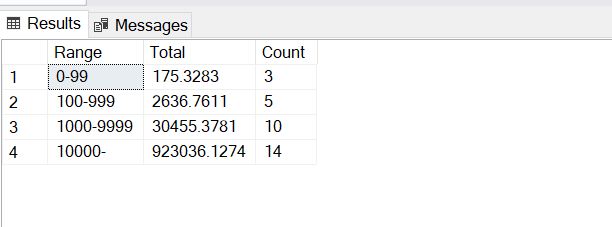 Results Messages
Range Total Count
1 0-99 175.3283 3
2 100-999 2636.7611 5
3 1000-9999 30455.3781 10
4 10000- 923036.1274 14